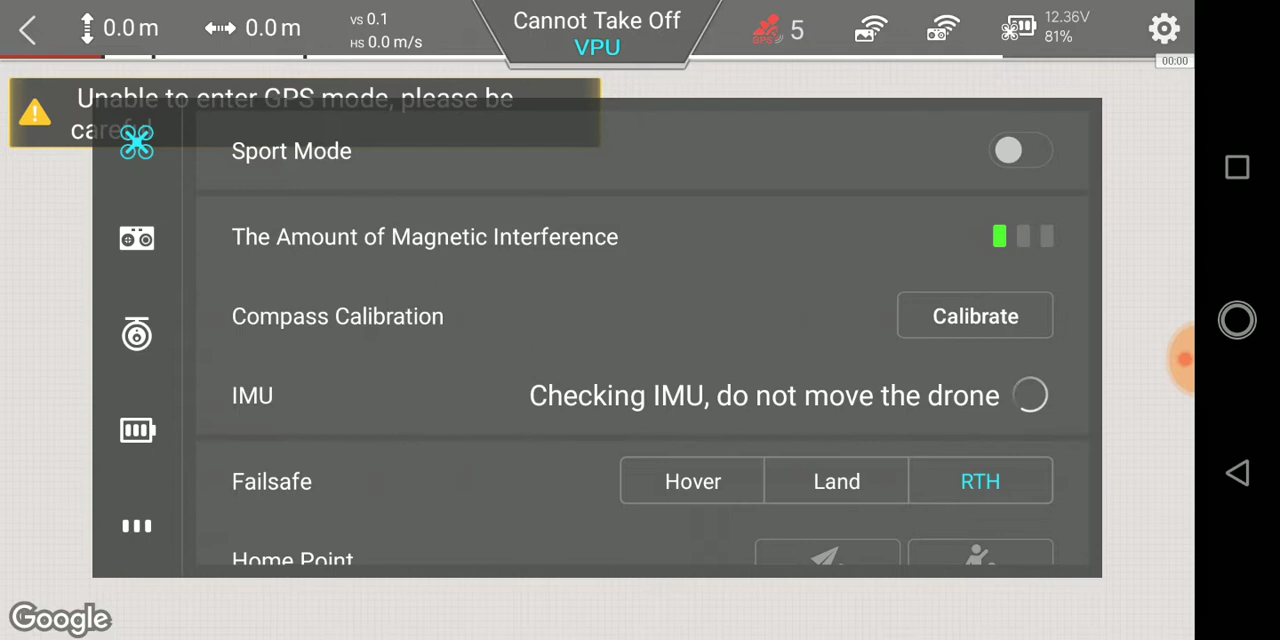 0.0 m
0.0 m
VS 0.1
HS 0.0 m/s
Cannot Take Off
VPU
GPS
5
12.36V
81%
00:00
Unable to enter GPS mode, please be
careful
Sport Mode
The Amount of Magnetic Interference
Compass Calibration
Calibrate
IMU
Checking IMU, do not move the drone
Failsafe
Hover
Land
RTH
Home Point
Google